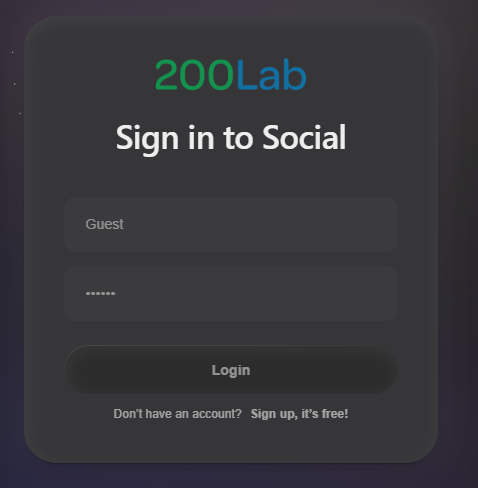 200Lab
Sign in to Social
Guest
••••••
Login
Don't have an account? Sign up, it's free!